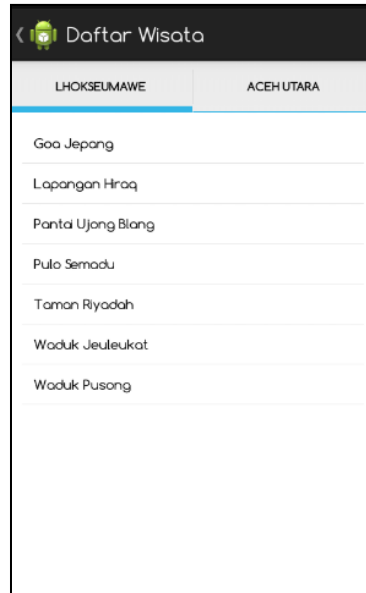 Daftar Wisata
LHOKSEUMAWE ACEH UTARA
Goa Jepang
Lapangan Hiraq
Pantai Ujong Blang
Pulo Semadu
Taman Riyadah
Waduk Jeuleukat
Waduk Pusong